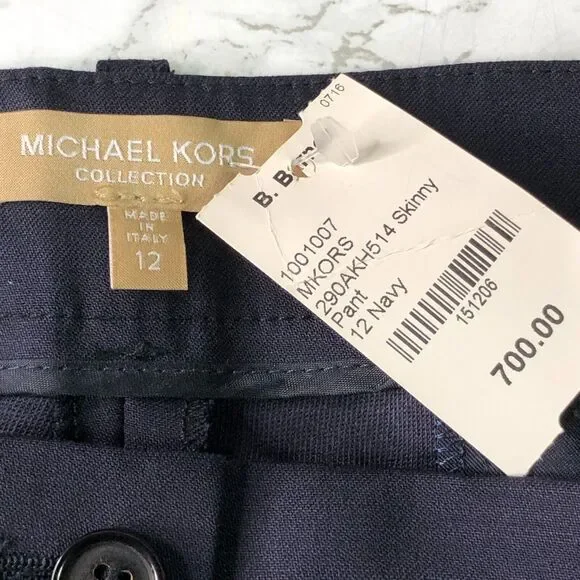 MICHAEL KORS
COLLECTION
MADE
IN
ITALY
12
0716
B.
1001007
MKORS
290AKH514 Skinny
Pant
12 Navy
151206
700.00